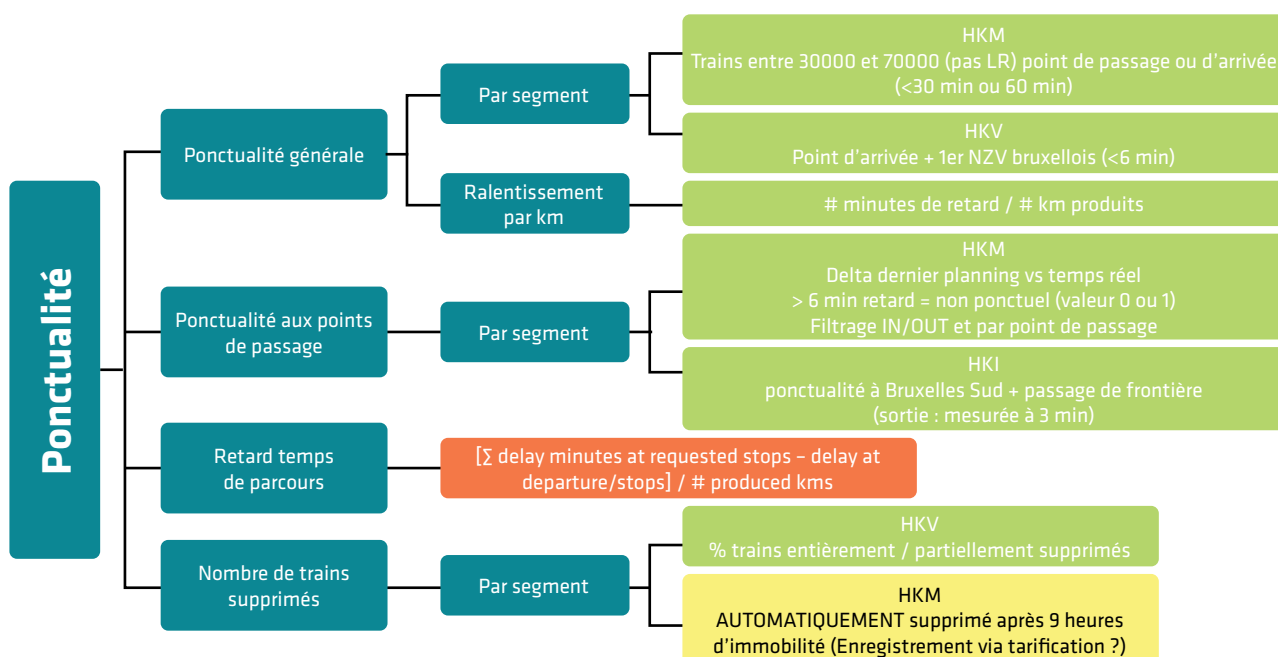 Ponctualité
Ponctualité générale
Par segment
HKM
Trains entre 30000 et 70000 (pas LR) point de passage ou d'arrivée
(<30 min ou 60 min)
HKV
Point d'arrivée + 1er NZV bruxellois (<6 min)
Ralentissement
par km
# minutes de retard / # km produits
Ponctualité aux points
de passage
Par segment
HKM
Delta dernier planning vs temps réel
> 6 min retard = non ponctuel (valeur 0 ou 1)
Filtrage IN/OUT et par point de passage
HKI
ponctualité à Bruxelles Sud + passage de frontière
(sortie : mesurée à 3 min)
Retard temps
de parcours
[Σ delay minutes at requested stops – delay at
departure/stops] / # produced kms
Nombre de trains
supprimés
Par segment
HKV
% trains entièrement / partiellement supprimés
HKM
AUTOMATIQUEMENT supprimé après 9 heures
d'immobilité (Enregistrement via tarification ?)